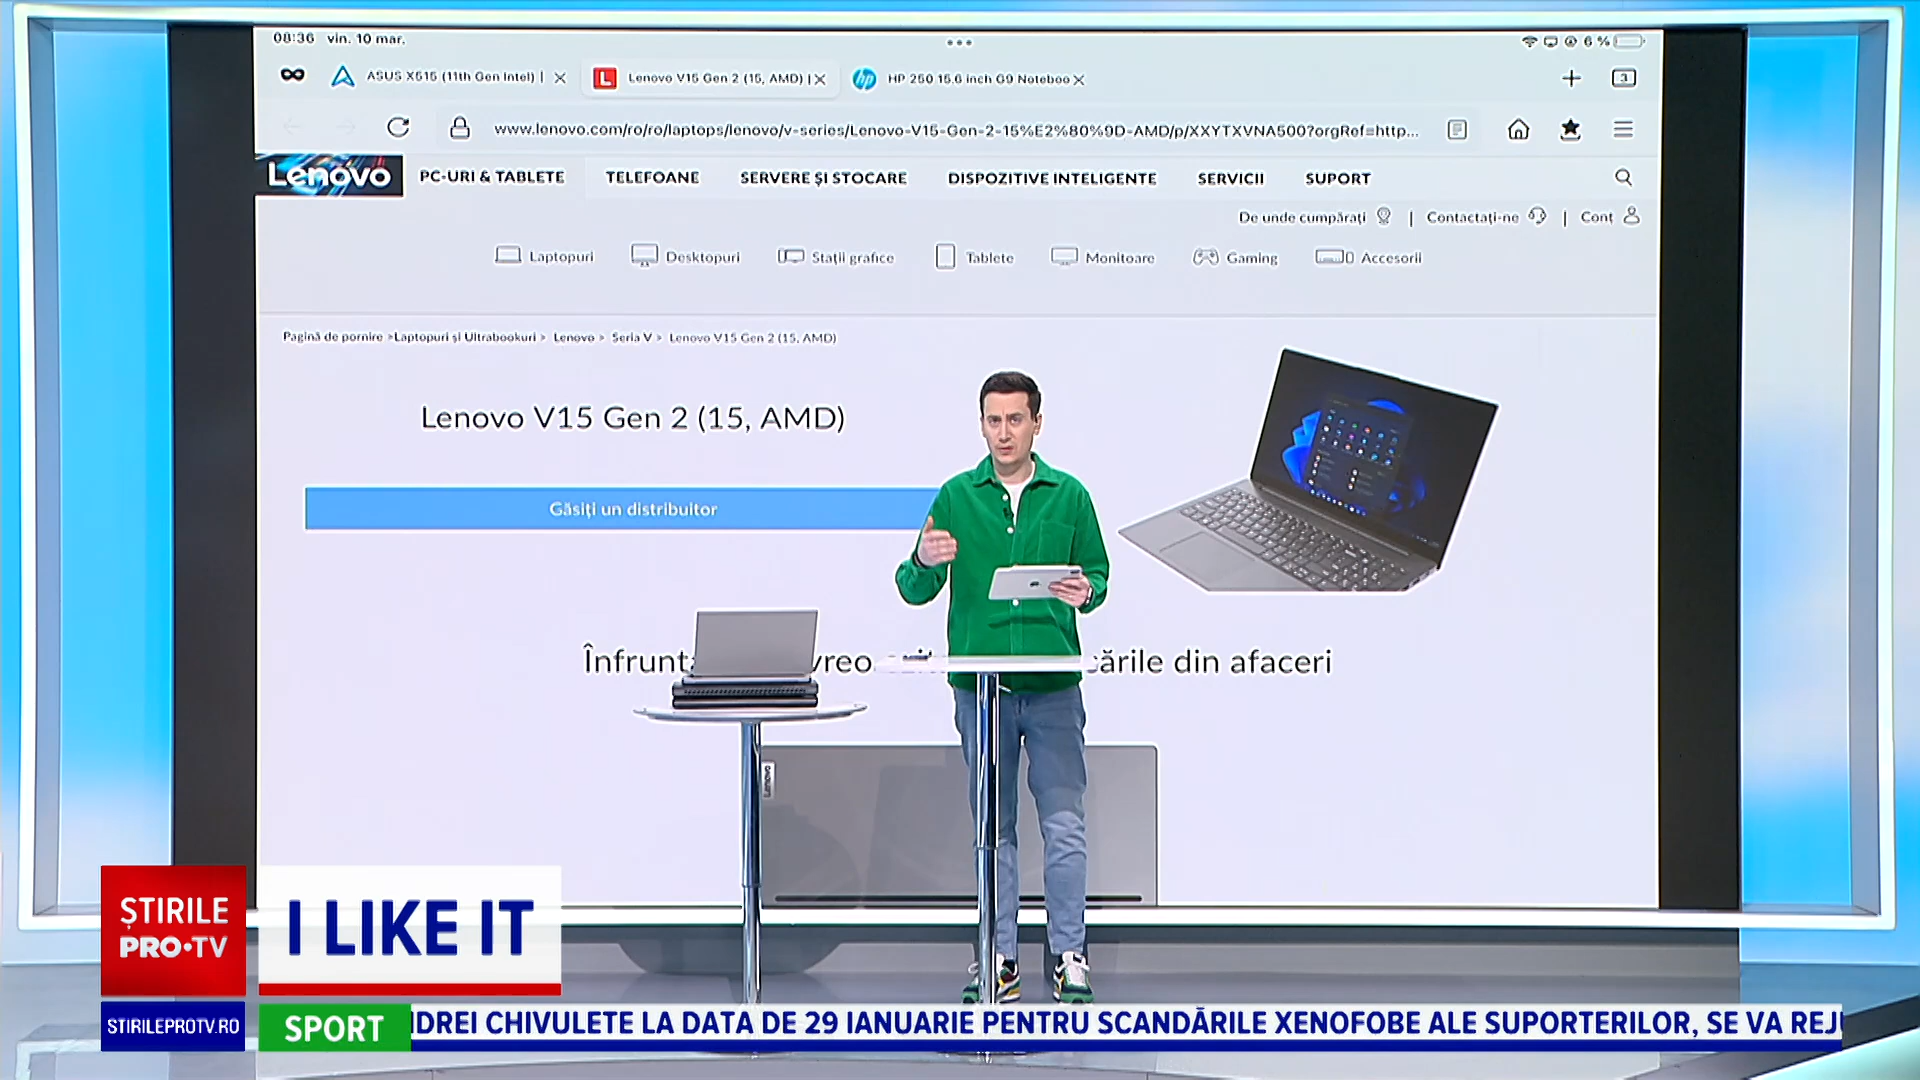 08:36 vin. 10 mar.
6 %
ASUS X515 (11th Gen Intel) |
Lenovo V15 Gen 2 (15, AMD) |
HP 250 15.6 inch G9 Noteboo
3
www.lenovo.com/ro/ro/laptops/lenovo/v-series/Lenovo-V15-Gen-2-15%E2%80%9D-AMD/p/XXYTXVNA500?orgRef=http...
Lenovo
PC-URI & TABLETE TELEFOANE SERVERE ȘI STOCARE DISPOZITIVE INTELIGENTE SERVICII SUPORT
De unde cumpărați | Contactați-ne | Cont
Laptopuri Desktopuri Stații grafice Tablete Monitoare Gaming Accesorii
Pagină de pornire > Laptopuri și Ultrabookuri > Lenovo > Seria V > Lenovo V15 Gen 2 (15, AMD)
Lenovo V15 Gen 2 (15, AMD)
Găsiți un distribuitor
din afaceri
Lenovo
ȘTIRILE
PRO•TV
I LIKE IT
STIRILEPROTV.RO
SPORT
CHIVULETE LA DATA DE 29 IANUARIE PENTRU SCANDĂRILE XENOFOBE ALE SUPORTERILOR, SE VA